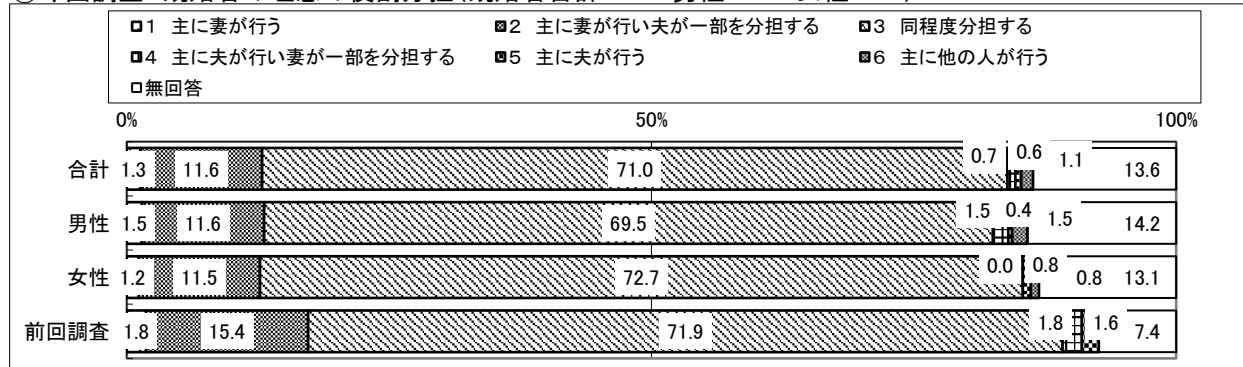 □1 主に妻が行う
2 主に妻が行い夫が一部を分担する
3 同程度分担する
4 主に夫が行い妻が一部を分担する
5 主に夫が行う
6 主に他の人が行う
□無回答
0% 50% 100%
合計 1.3 11.6 71.0 0.7 0.6 1.1 13.6
男性 1.5 11.6 69.5 1.5 0.4 1.5 14.2
女性 1.2 11.5 72.7 0.0 0.8 0.8 13.1
前回調査 1.8 15.4 71.9 1.8 1.6 7.4